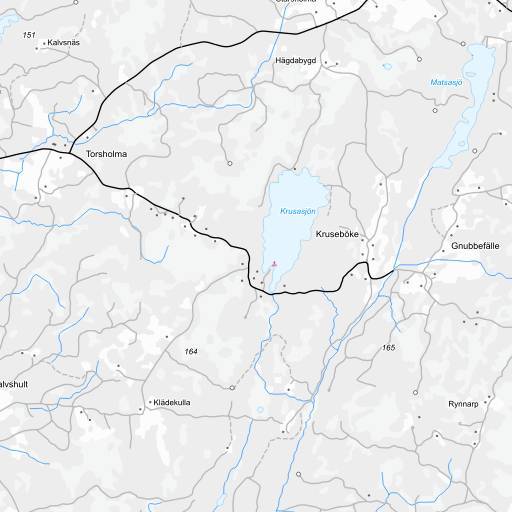 151
Kalvsnäs
Hägdabygd
Matsasjö
Torsholma
Krusasjön
Kruseböke
Gnubbefälle
164
165
alvshult
Klädekulla
Rynnarp